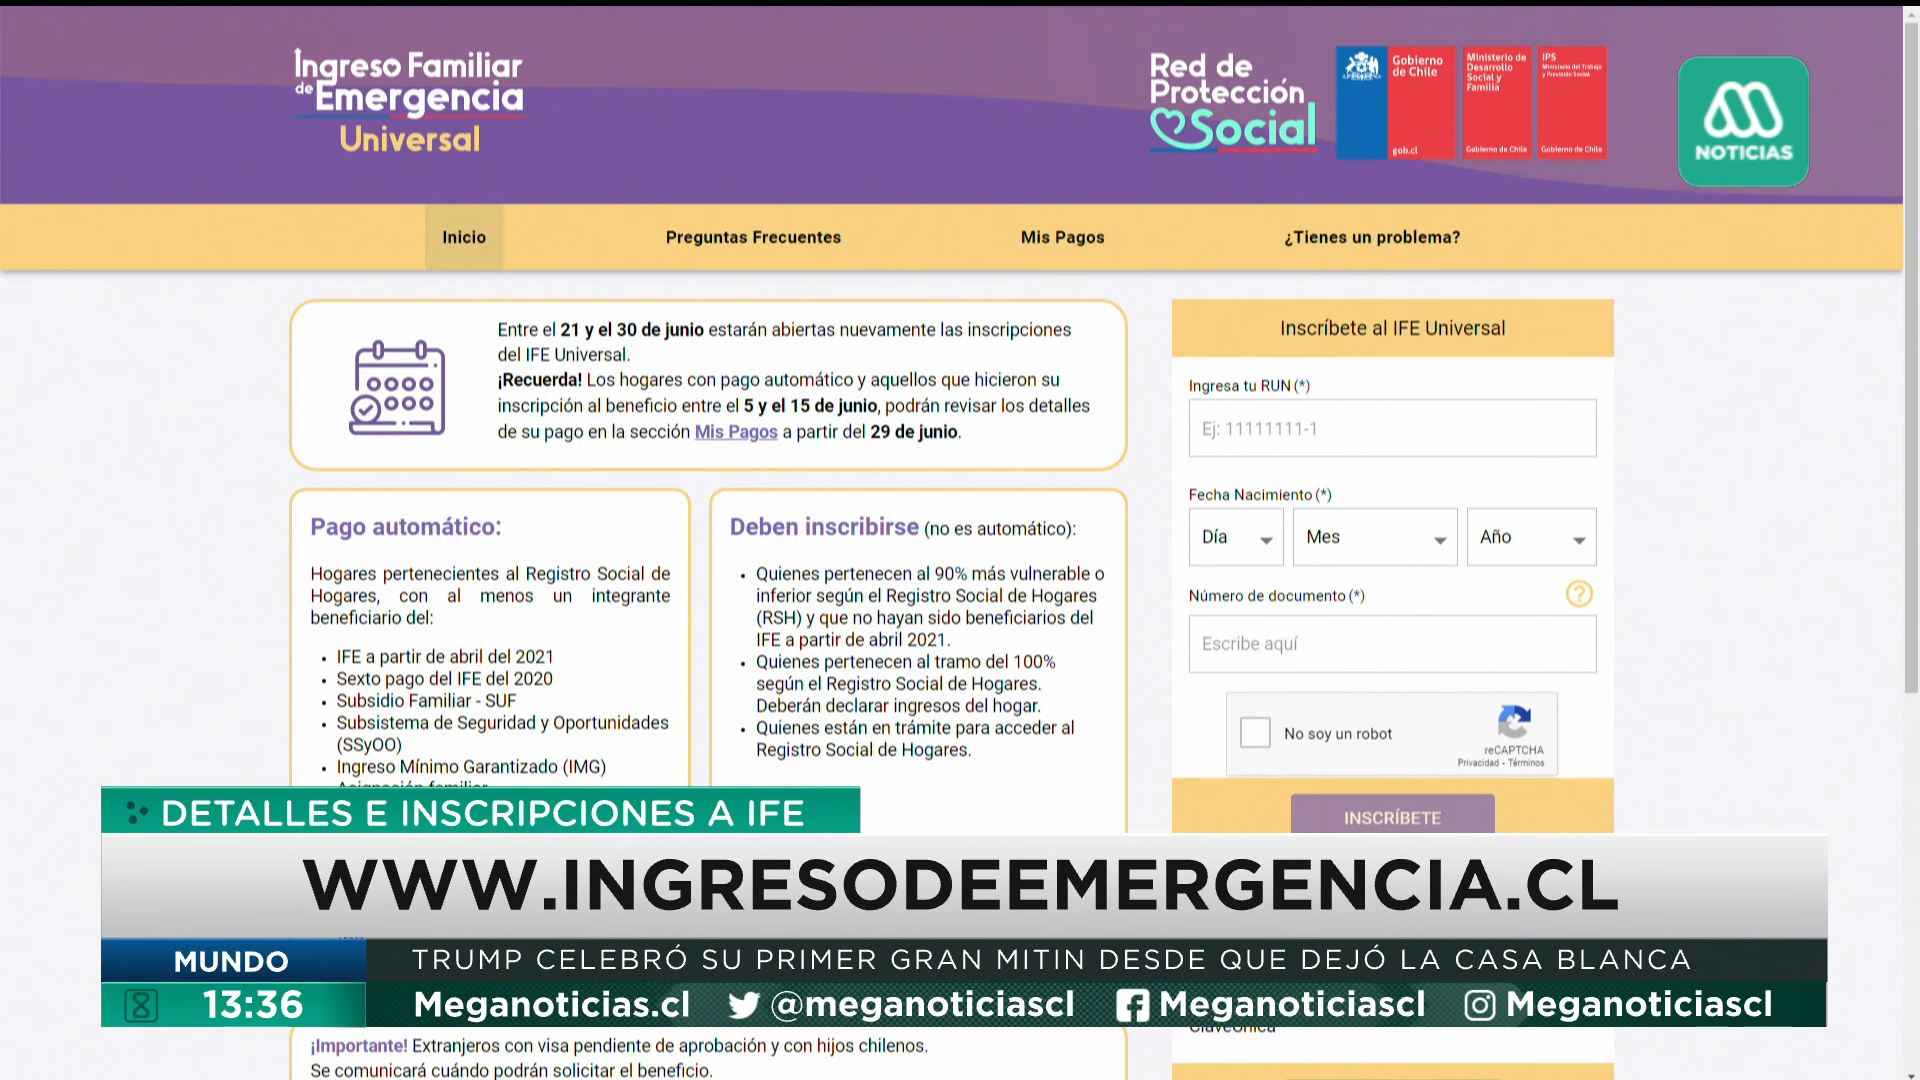 Ingreso Familiar
de Emergencia
Universal
Red de
Protección
Social
Gobierno
de Chile
gob.cl
Ministerio de
Desarrollo
Social y
Familia
Gobierno de Chile
IPS
Ministerio del Trabajo
y Previsión Social
Gobierno de Chile
NOTICIAS
Inicio
Preguntas Frecuentes
Mis Pagos
¿Tienes un problema?
Entre el 21 y el 30 de junio estarán abiertas nuevamente las inscripciones
del IFE Universal.
¡Recuerda! Los hogares con pago automático y aquellos que hicieron su
inscripción al beneficio entre el 5 y el 15 de junio, podrán revisar los detalles
de su pago en la sección Mis Pagos a partir del 29 de junio.
Pago automático:
Hogares pertenecientes al Registro Social de
Hogares, con al menos un integrante
beneficiario del:
• IFE a partir de abril del 2021
• Sexto pago del IFE del 2020
• Subsidio Familiar - SUF
• Subsistema de Seguridad y Oportunidades
(SSyOO)
• Ingreso Mínimo Garantizado (IMG)
Deben inscribirse (no es automático):
• Quienes pertenecen al 90% más vulnerable o
inferior según el Registro Social de Hogares
(RSH) y que no hayan sido beneficiarios del
IFE a partir de abril 2021.
• Quienes pertenecen al tramo del 100%
según el Registro Social de Hogares.
Deberán declarar ingresos del hogar.
• Quienes están en trámite para acceder al
Registro Social de Hogares.
Inscríbete al IFE Universal
Ingresa tu RUN (*)
Ej: 11111111-1
Fecha Nacimiento (*)
Día
Mes
Año
Número de documento (*)
?
Escribe aquí
No soy un robot
reCAPTCHA
Privacidad - Términos
INSCRÍBETE
DETALLES E INSCRIPCIONES A IFE
WWW.INGRESODEEMERGENCIA.CL
MUNDO
TRUMP CELEBRÓ SU PRIMER GRAN MITIN DESDE QUE DEJÓ LA CASA BLANCA
13:36
Meganoticias.cl
@meganoticiascl
Meganoticiascl
Meganoticiascl
¡Importante! Extranjeros con visa pendiente de aprobación y con hijos chilenos.
Se comunicará cuándo podrán solicitar el beneficio.